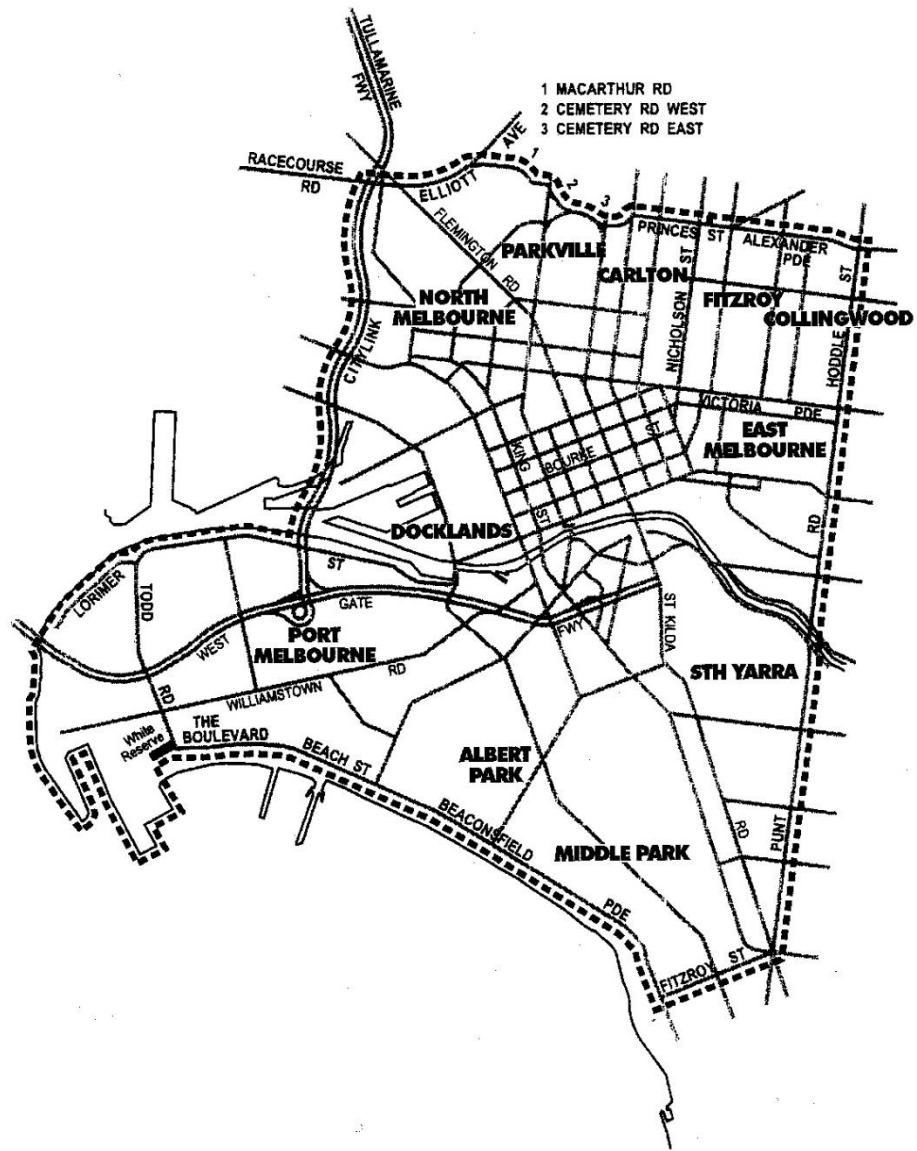 TULLAMARINE
FWY
1 MACARTHUR RD
2 CEMETERY RD WEST
3 CEMETERY RD EAST
RACECOURSE
RD
ELLIOTT
AVE
1
2
3
FLEMINGTON
RD
PARKVILLE
PRINCES ST
ALEXANDER
PDE
CARLTON
NICHOLSON
ST
FITZROY
COLLINGWOOD
HODDLE
ST
NORTH
MELBOURNE
CITYLINK
VICTORIA PDE
EAST
MELBOURNE
KING
ST
BOURKE
ST
DOCKLANDS
RD
LORIMER
ST
TODD
RD
WEST
GATE
FWY
PORT
MELBOURNE
ST KILDA
RD
STH YARRA
WILLIAMSTOWN
RD
White
Reserve
THE
BOULEVARD
BEACH ST
ALBERT
PARK
BEACONSFIELD
PDE
MIDDLE PARK
PUNT
FITZROY ST